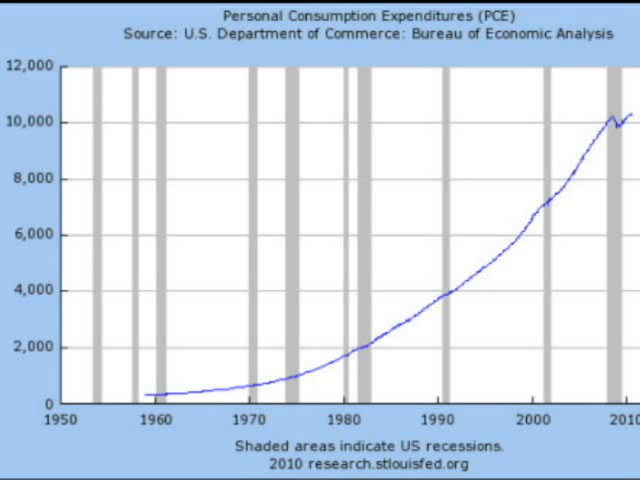 Personal Consumption Expenditures (PCE)
Source: U.S. Department of Commerce: Bureau of Economic Analysis
12,000
10,000
8,000
6,000
4,000
2,000
0
1950 1960 1970 1980 1990 2000 2010
Shaded areas indicate US recessions.
2010 research.stlouisfed.org